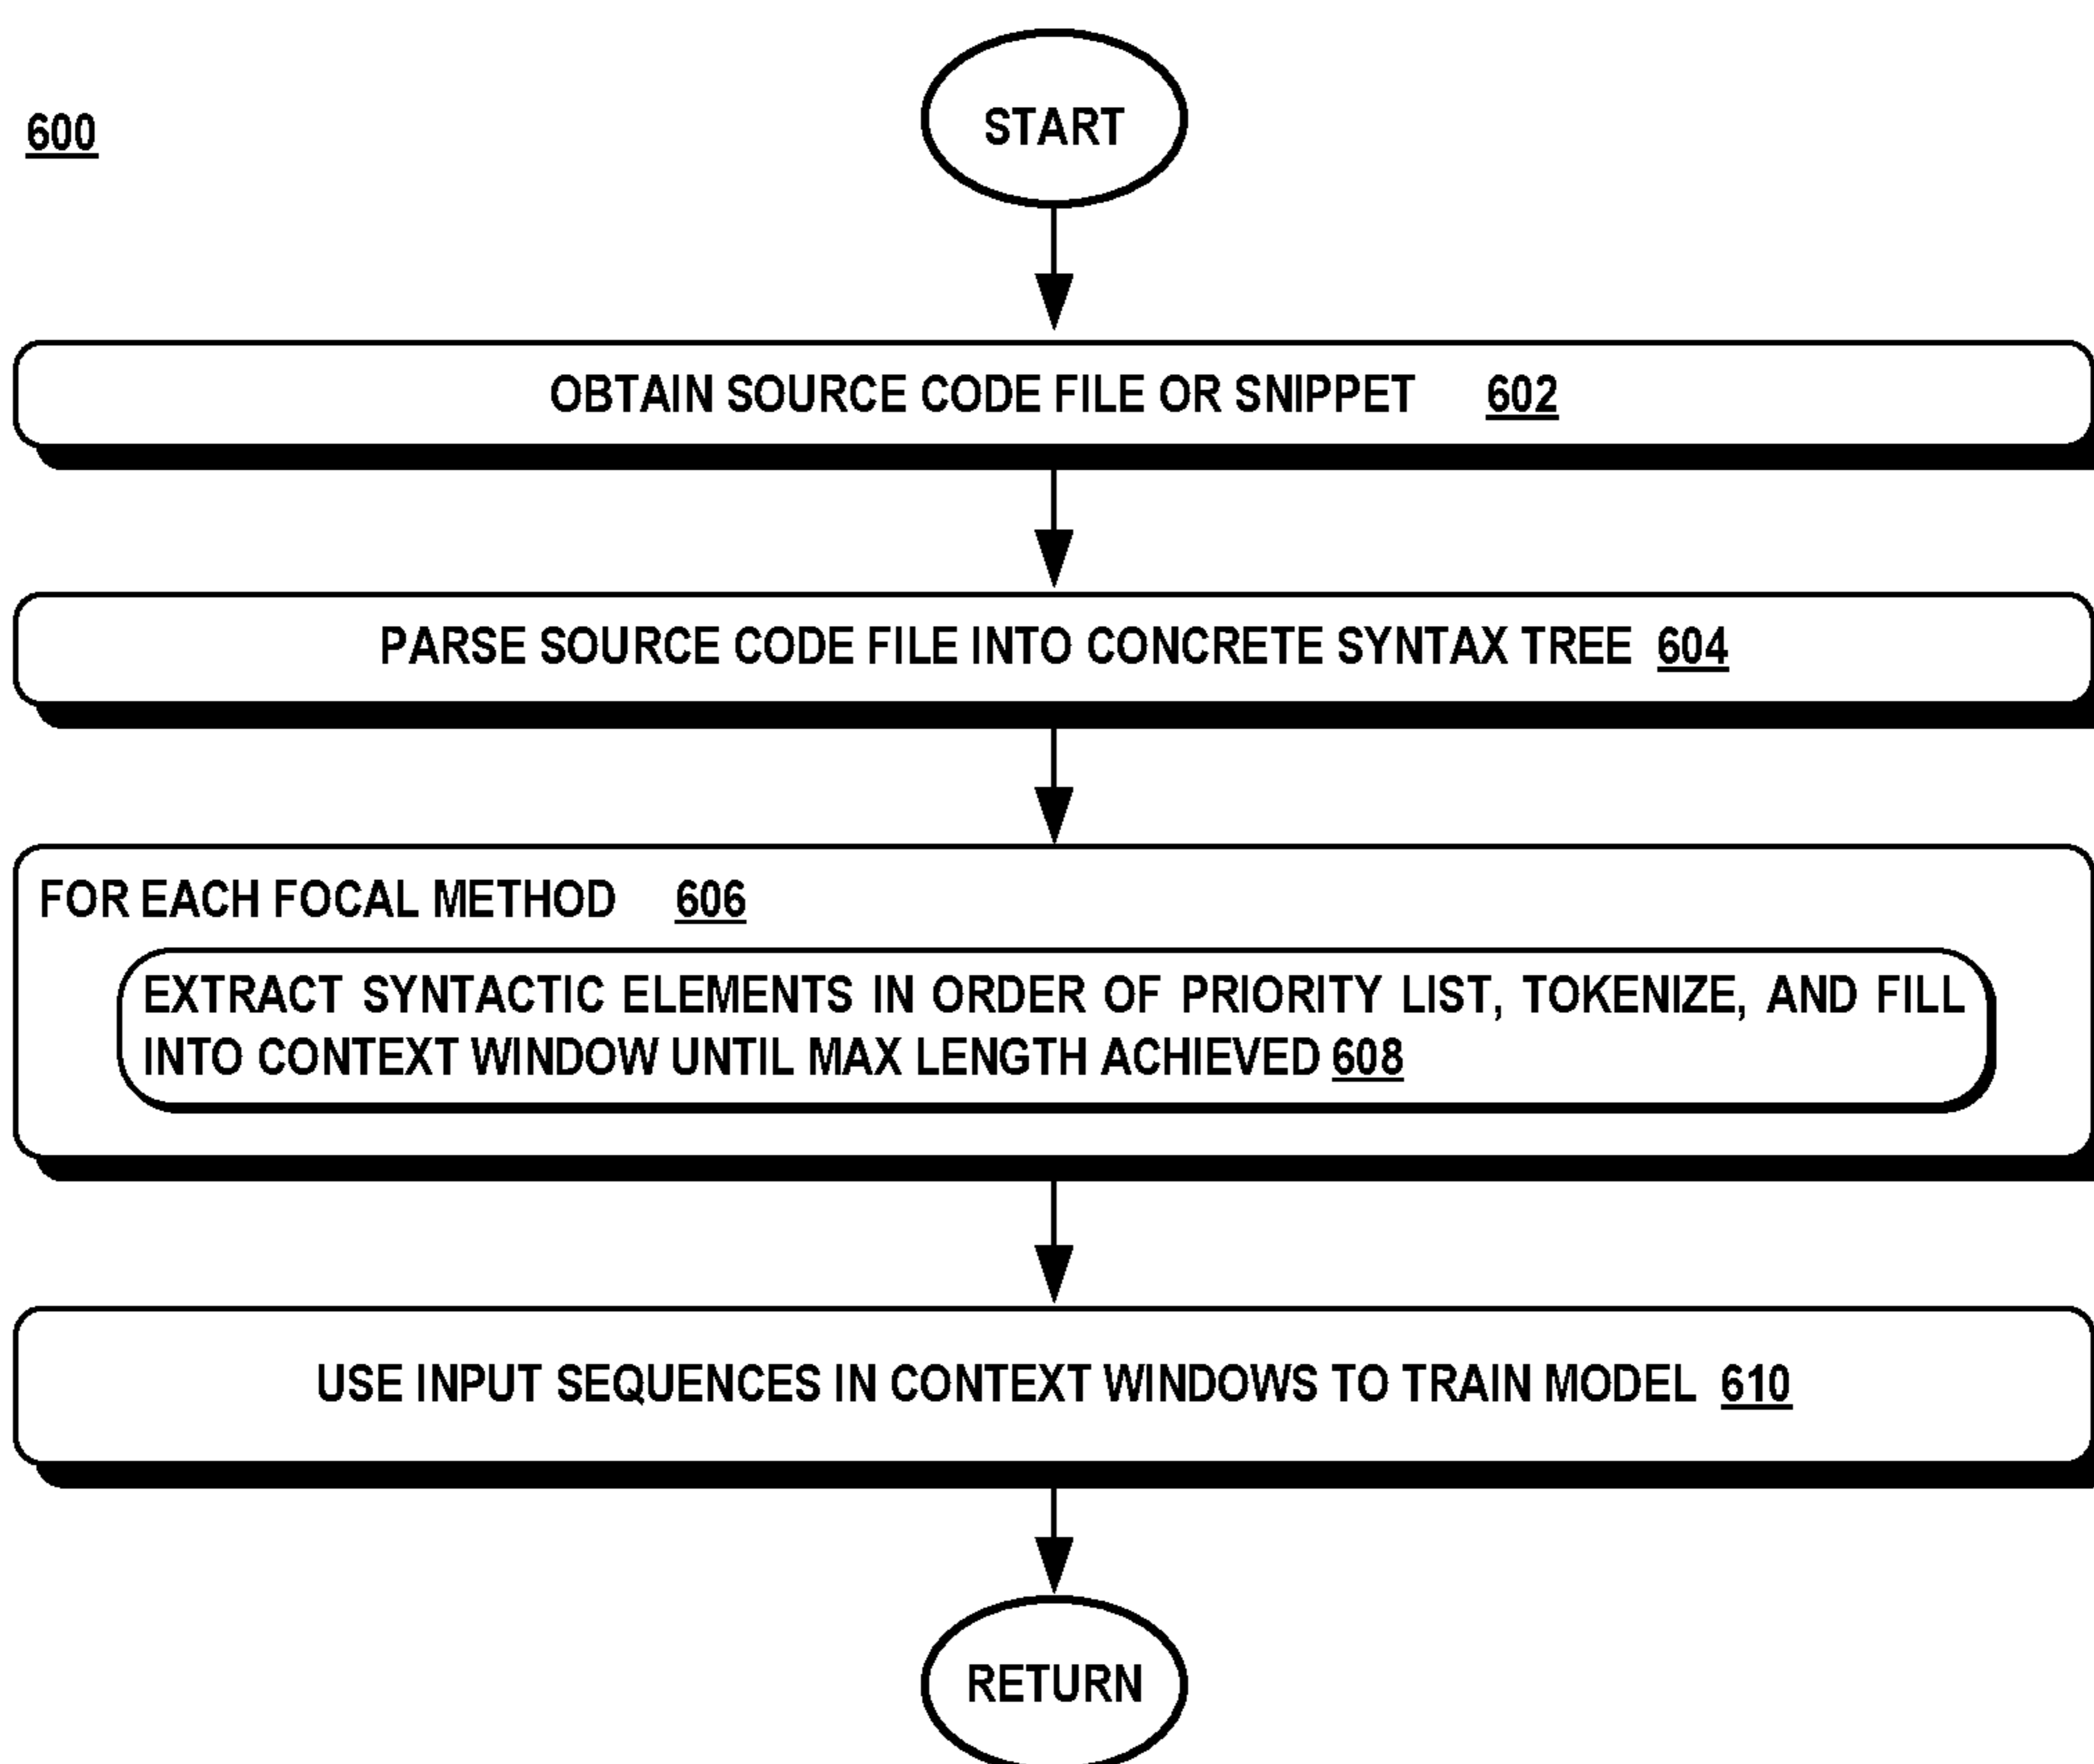 START
600
OBTAIN SOURCE CODE FILE OR SNIPPET 602
PARSE SOURCE CODE FILE INTO CONCRETE SYNTAX TREE 604
FOR EACH FOCAL METHOD 606
EXTRACT SYNTACTIC ELEMENTS IN ORDER OF PRIORITY LIST, TOKENIZE, AND FILL
INTO CONTEXT WINDOW UNTIL MAX LENGTH ACHIEVED 608
USE INPUT SEQUENCES IN CONTEXT WINDOWS TO TRAIN MODEL 610
RETURN